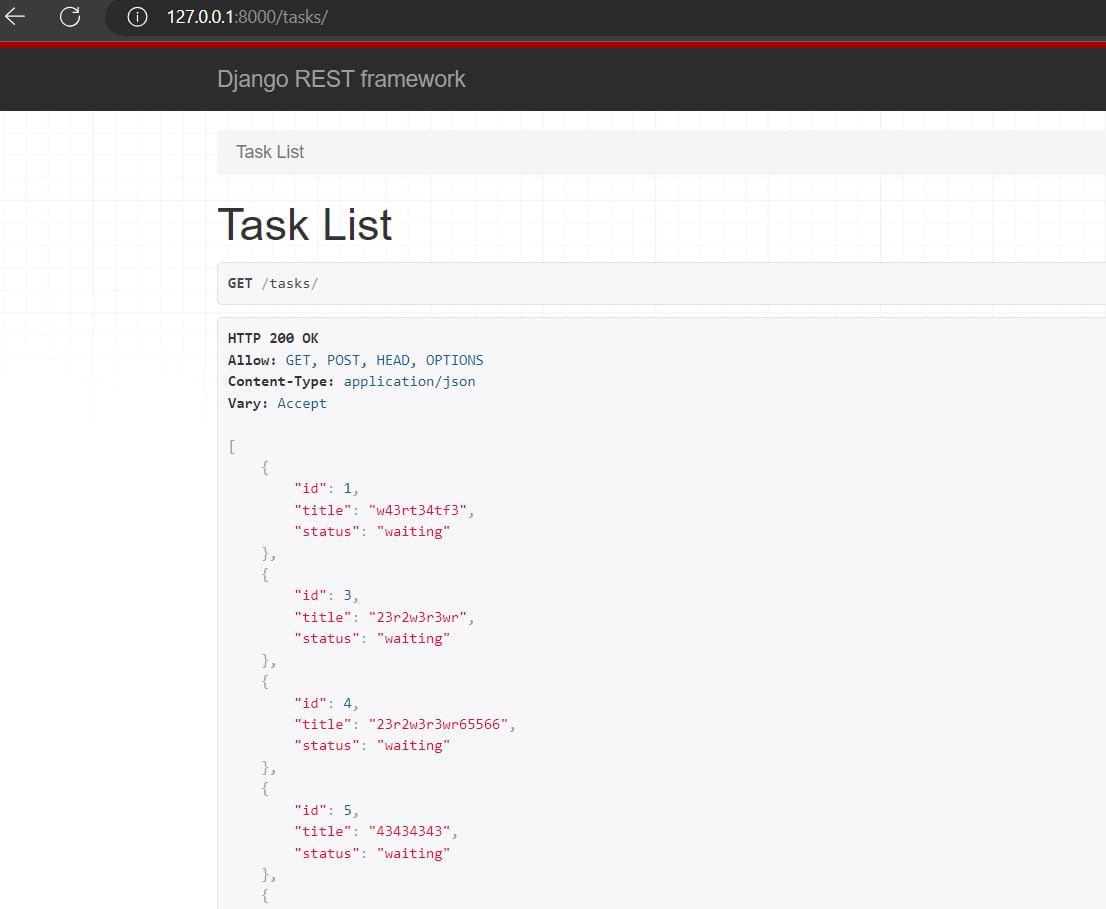 127.0.0.1:8000/tasks/
Django REST framework
Task List
Task List
GET /tasks/
HTTP 200 OK
Allow: GET, POST, HEAD, OPTIONS
Content-Type: application/json
Vary: Accept
[
    {
        "id": 1,
        "title": "w43rt34tf3",
        "status": "waiting"
    },
    {
        "id": 3,
        "title": "23r2w3r3wr",
        "status": "waiting"
    },
    {
        "id": 4,
        "title": "23r2w3r3wr65566",
        "status": "waiting"
    },
    {
        "id": 5,
        "title": "43434343",
        "status": "waiting"
    },
    {